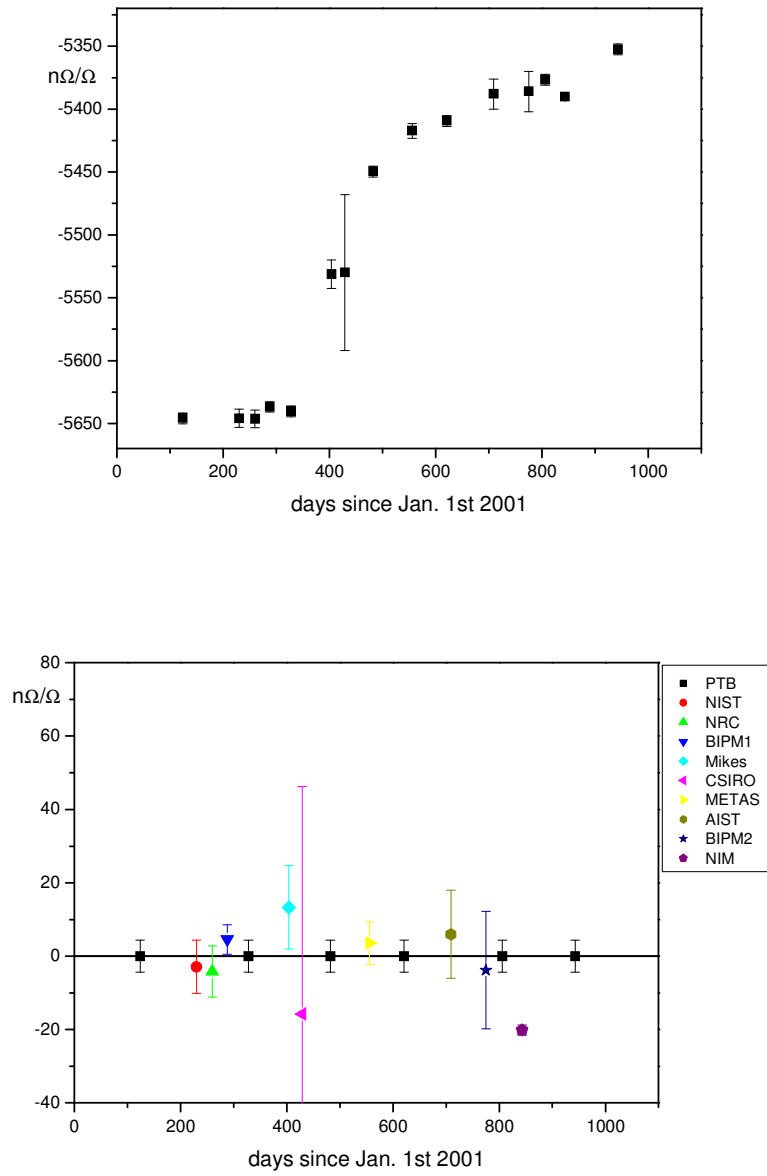 -5350
nΩ/Ω
-5400
-5450
-5500
-5550
-5600
-5650
0 200 400 600 800 1000
days since Jan. 1st 2001
80
nΩ/Ω
60
40
20
0
-20
-40
0 200 400 600 800 1000
days since Jan. 1st 2001
PTB
NIST
NRC
BIPM1
Mikes
CSIRO
METAS
AIST
BIPM2
NIM